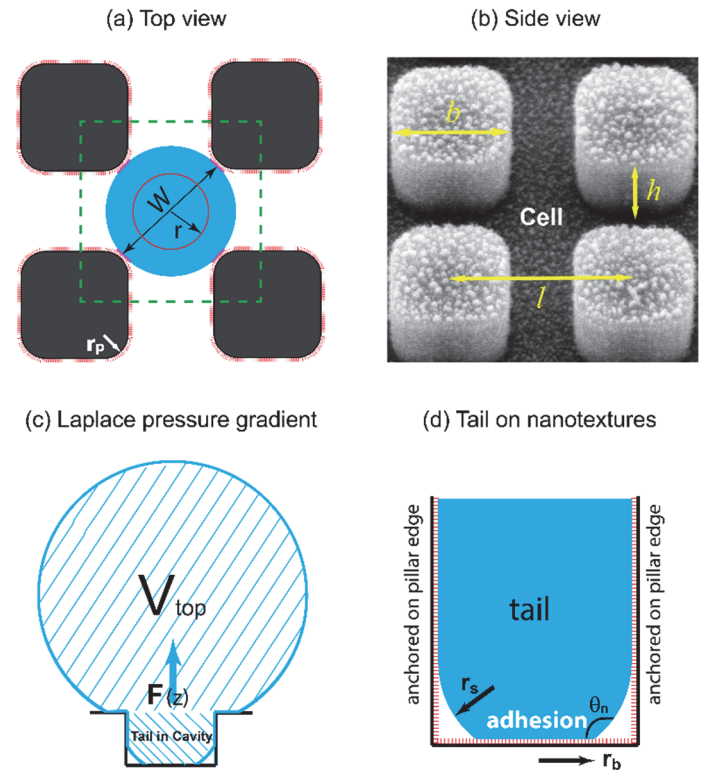 (a) Top view
(b) Side view
W
r
rp
b
h
Cell
l
(c) Laplace pressure gradient
(d) Tail on nanotextures
Vtop
F(z)
Tail in Cavity
anchored on pillar edge
tail
rs
adhesion
θn
anchored on pillar edge
rb